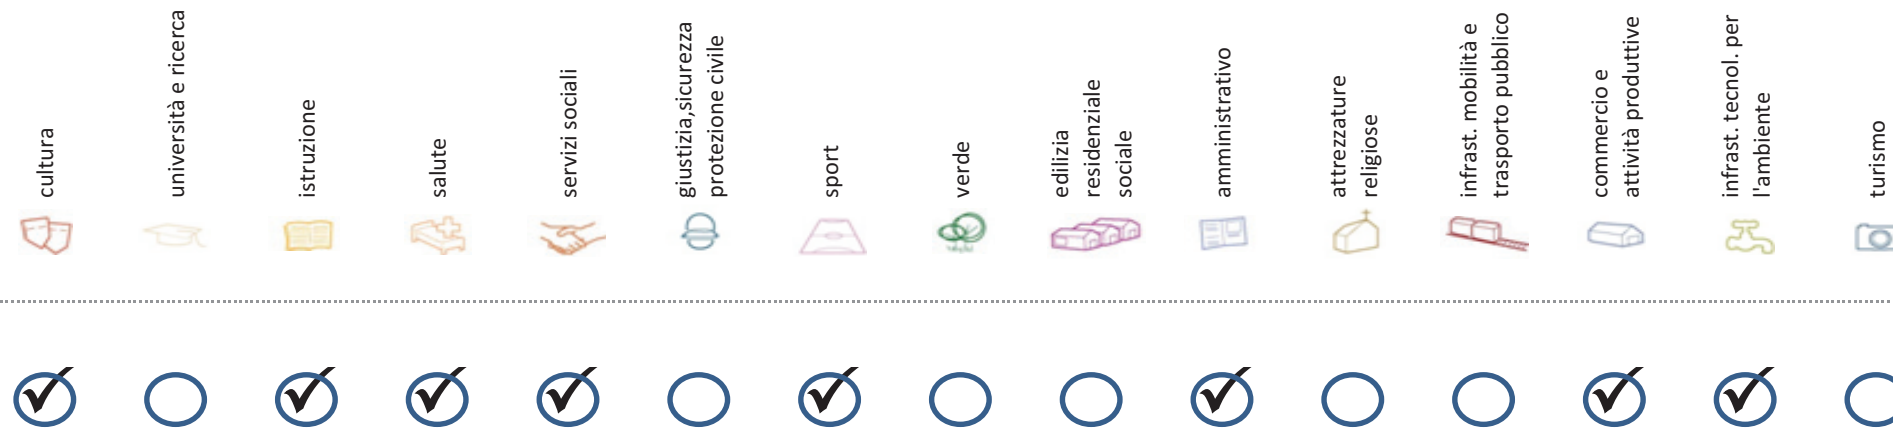 cultura
università e ricerca
istruzione
salute
servizi sociali
giustizia,sicurezza
protezione civile
sport
verde
edilizia
residenziale
sociale
amministrativo
attrezzature
religiose
infrast. mobilità e
trasporto pubblico
commercio e
attività produttive
infrast. tecnol. per
l'ambiente
turismo